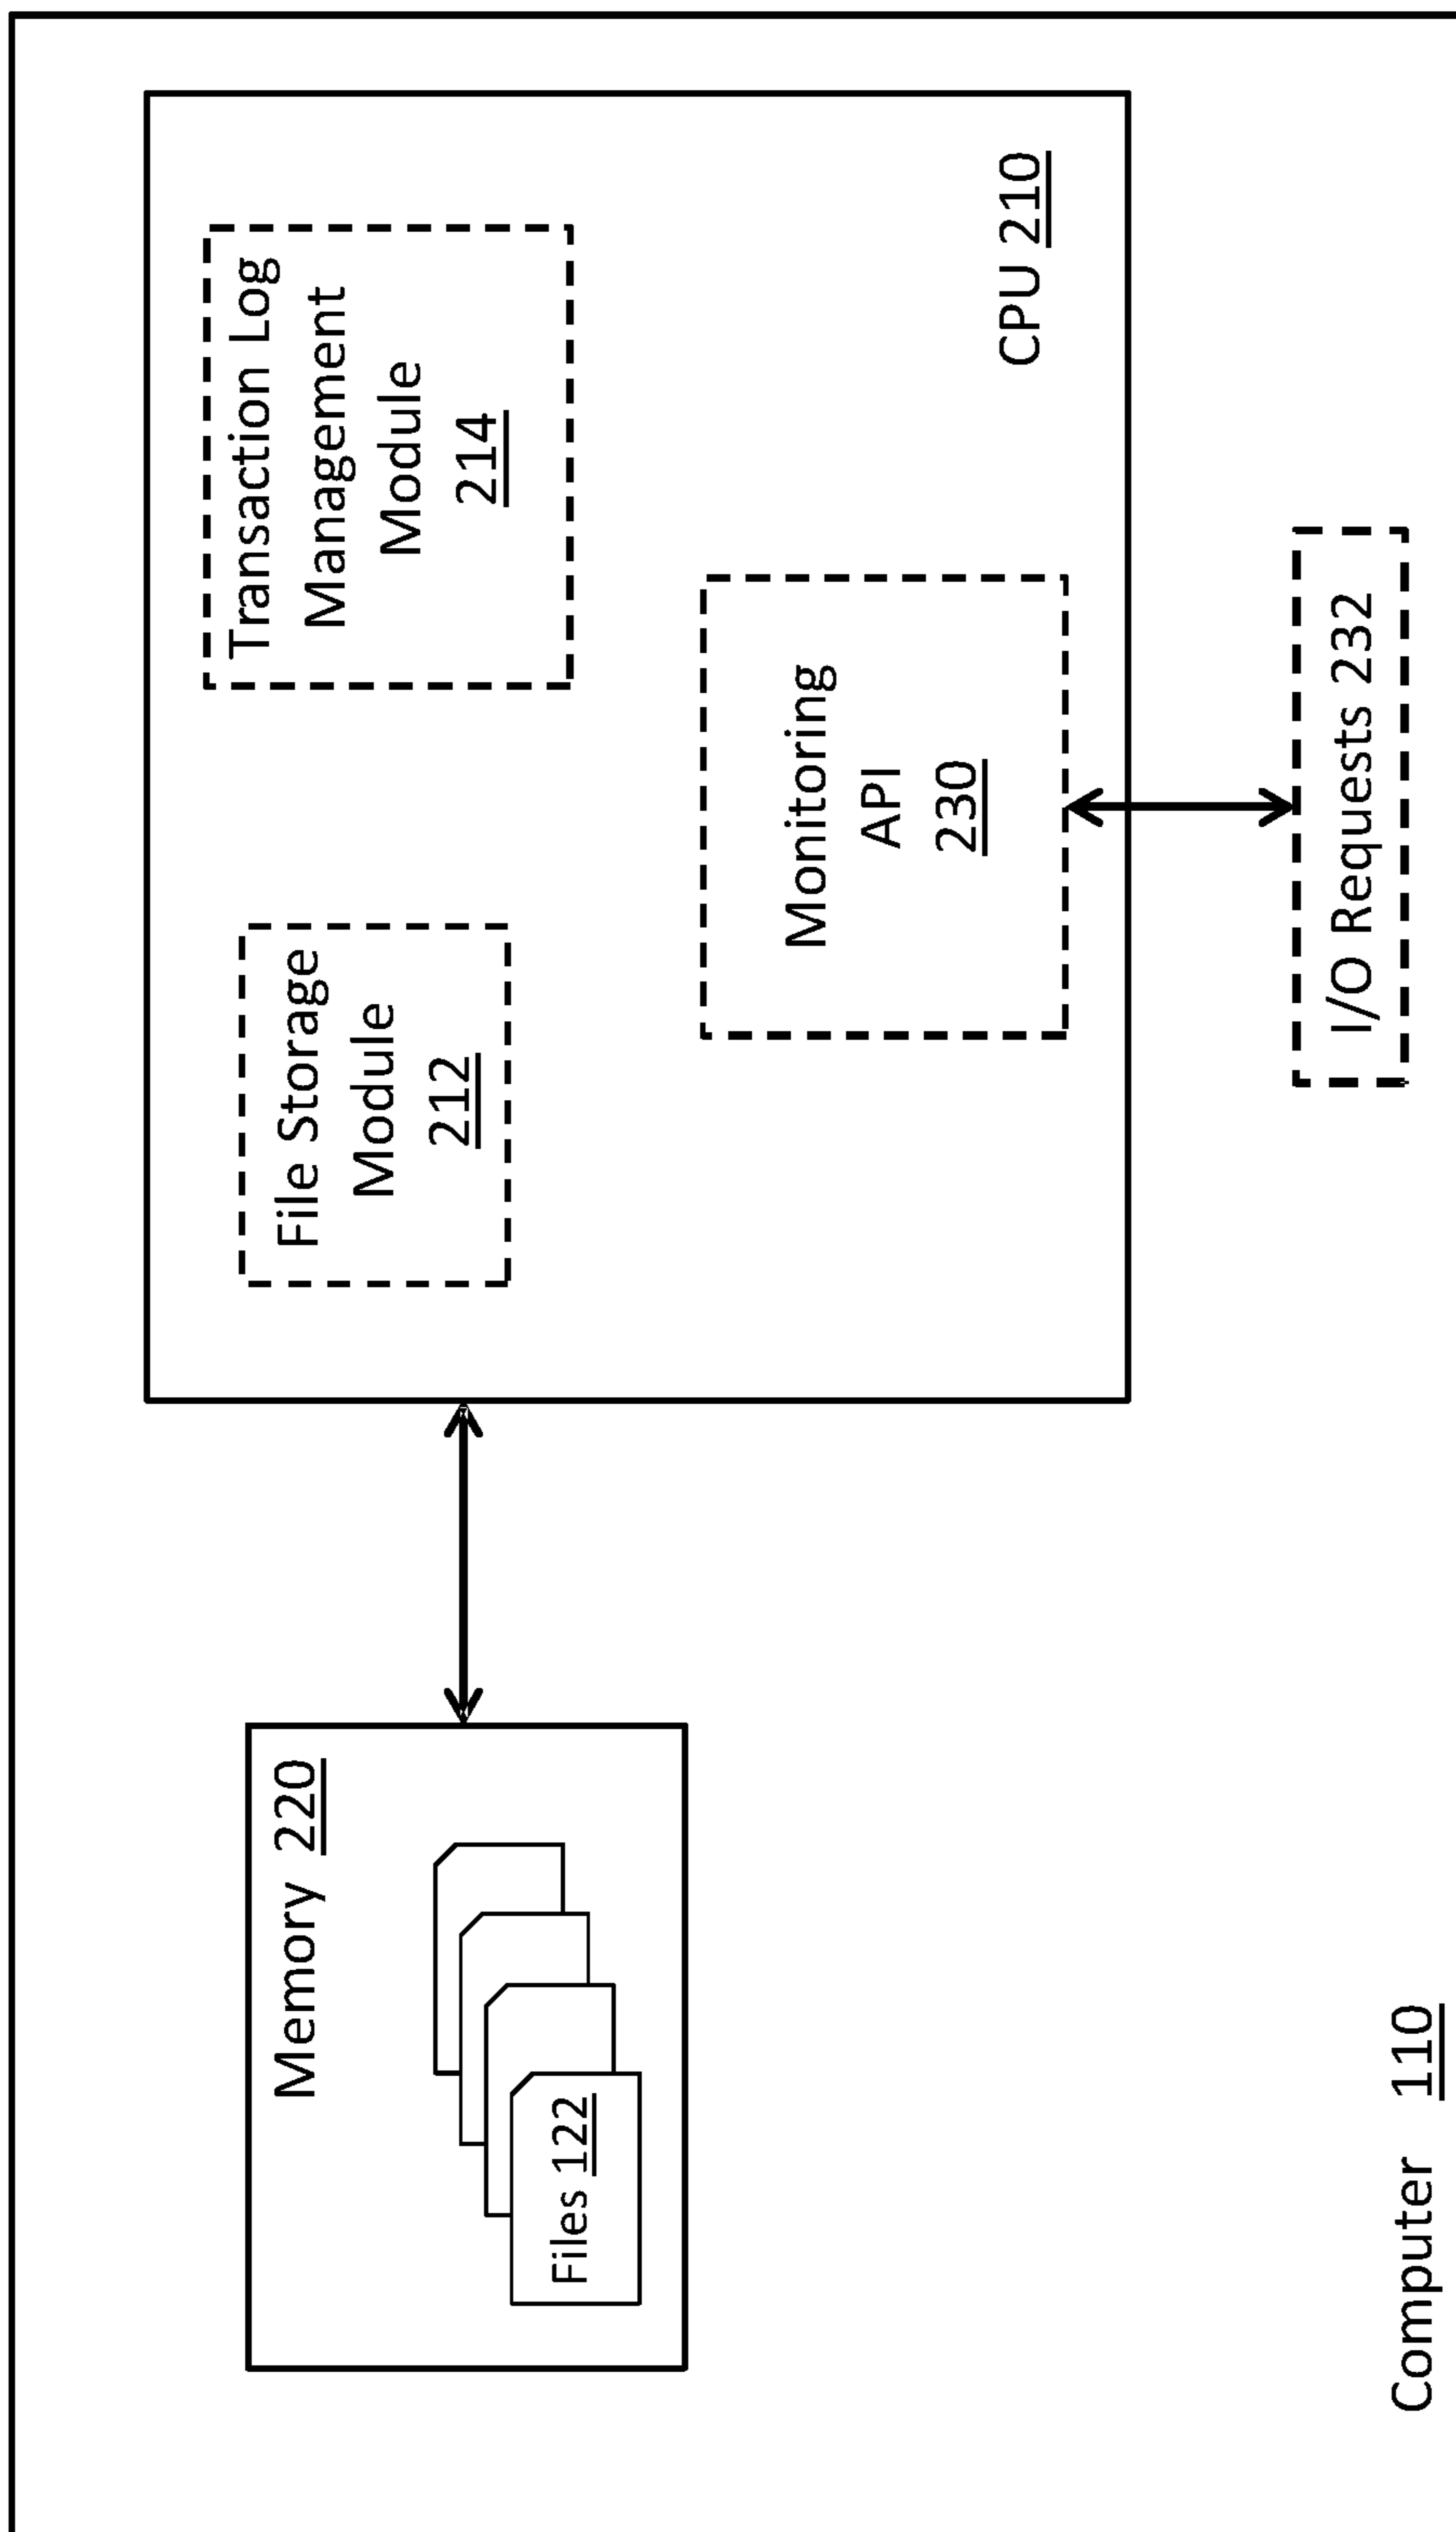 Memory 220
Files 122
File Storage
Module
212
Transaction Log
Management
Module
214
Monitoring
API
230
CPU 210
I/O Requests 232
Computer 110